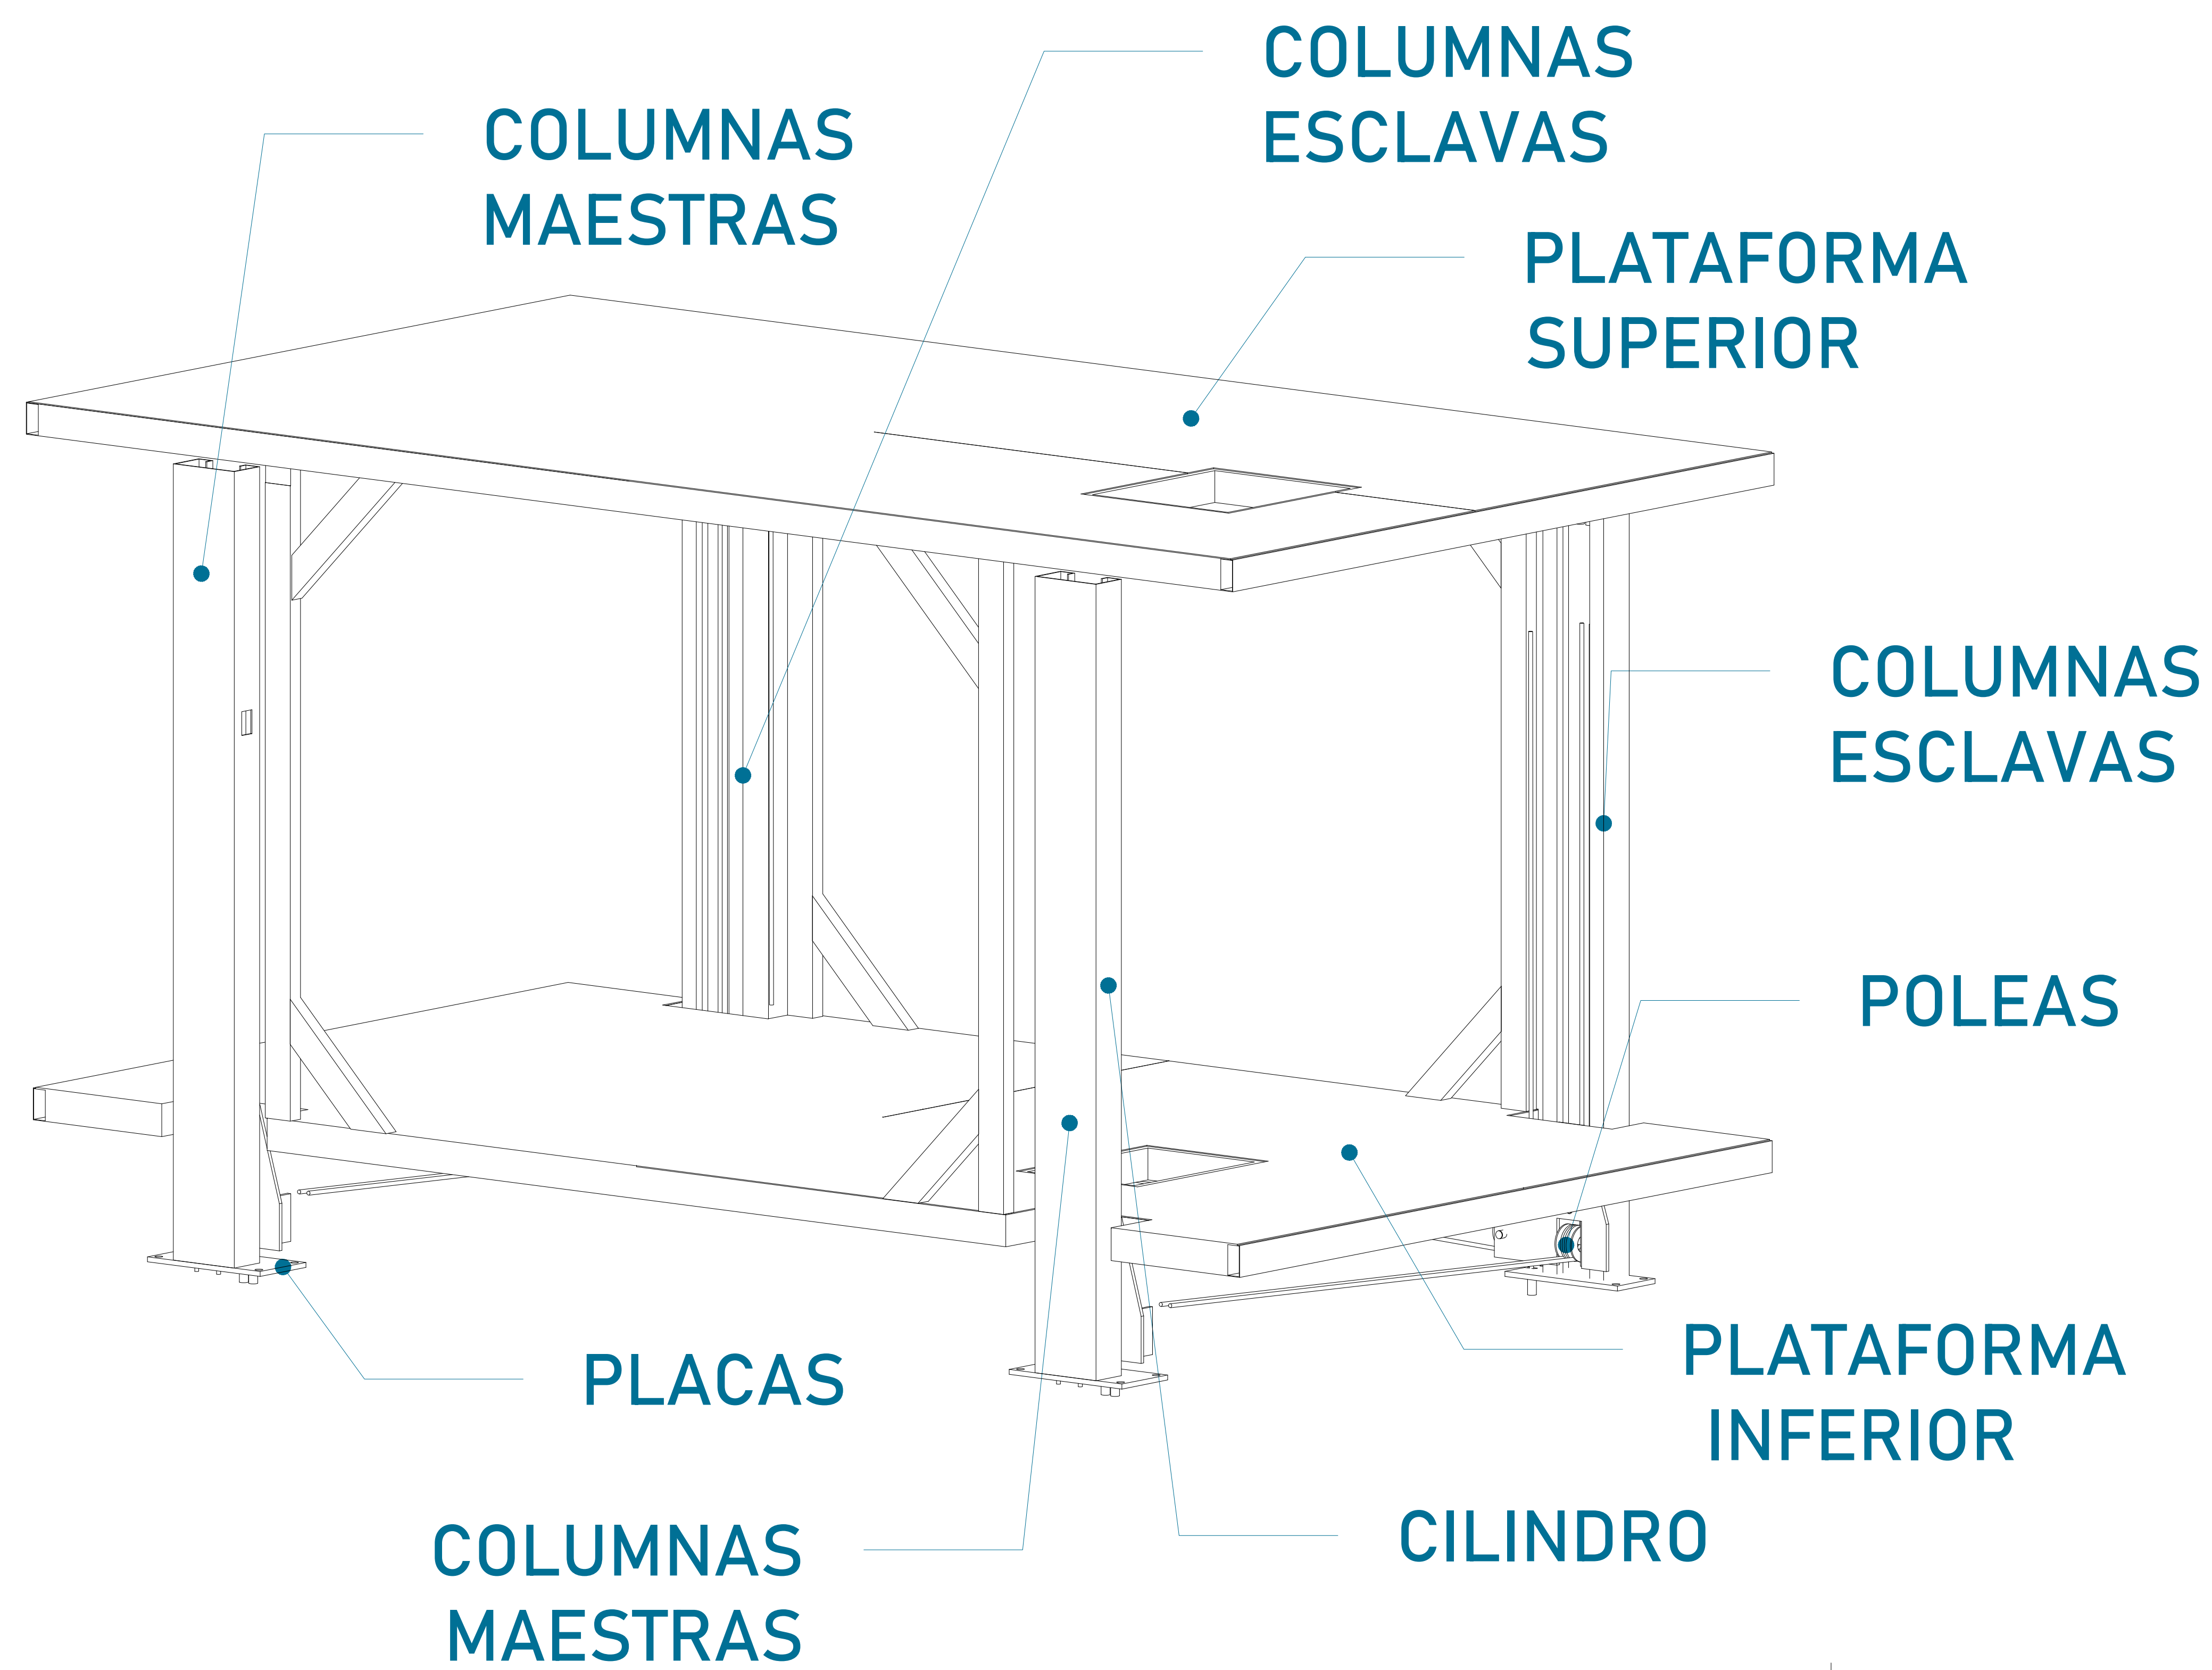 COLUMNAS
ESCLAVAS
COLUMNAS
MAESTRAS
PLATAFORMA
SUPERIOR
COLUMNAS
ESCLAVAS
POLEAS
PLATAFORMA
INFERIOR
PLACAS
CILINDRO
COLUMNAS
MAESTRAS